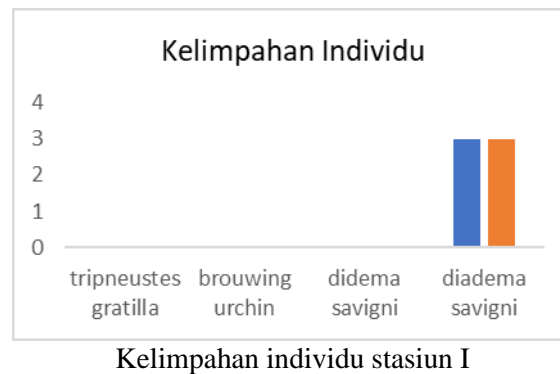 Kelimpahan Individu
4
3
2
1
0
tripneustes gratilla
brouwing urchin
didema savigni
diadema savigni
Kelimpahan individu stasiun I